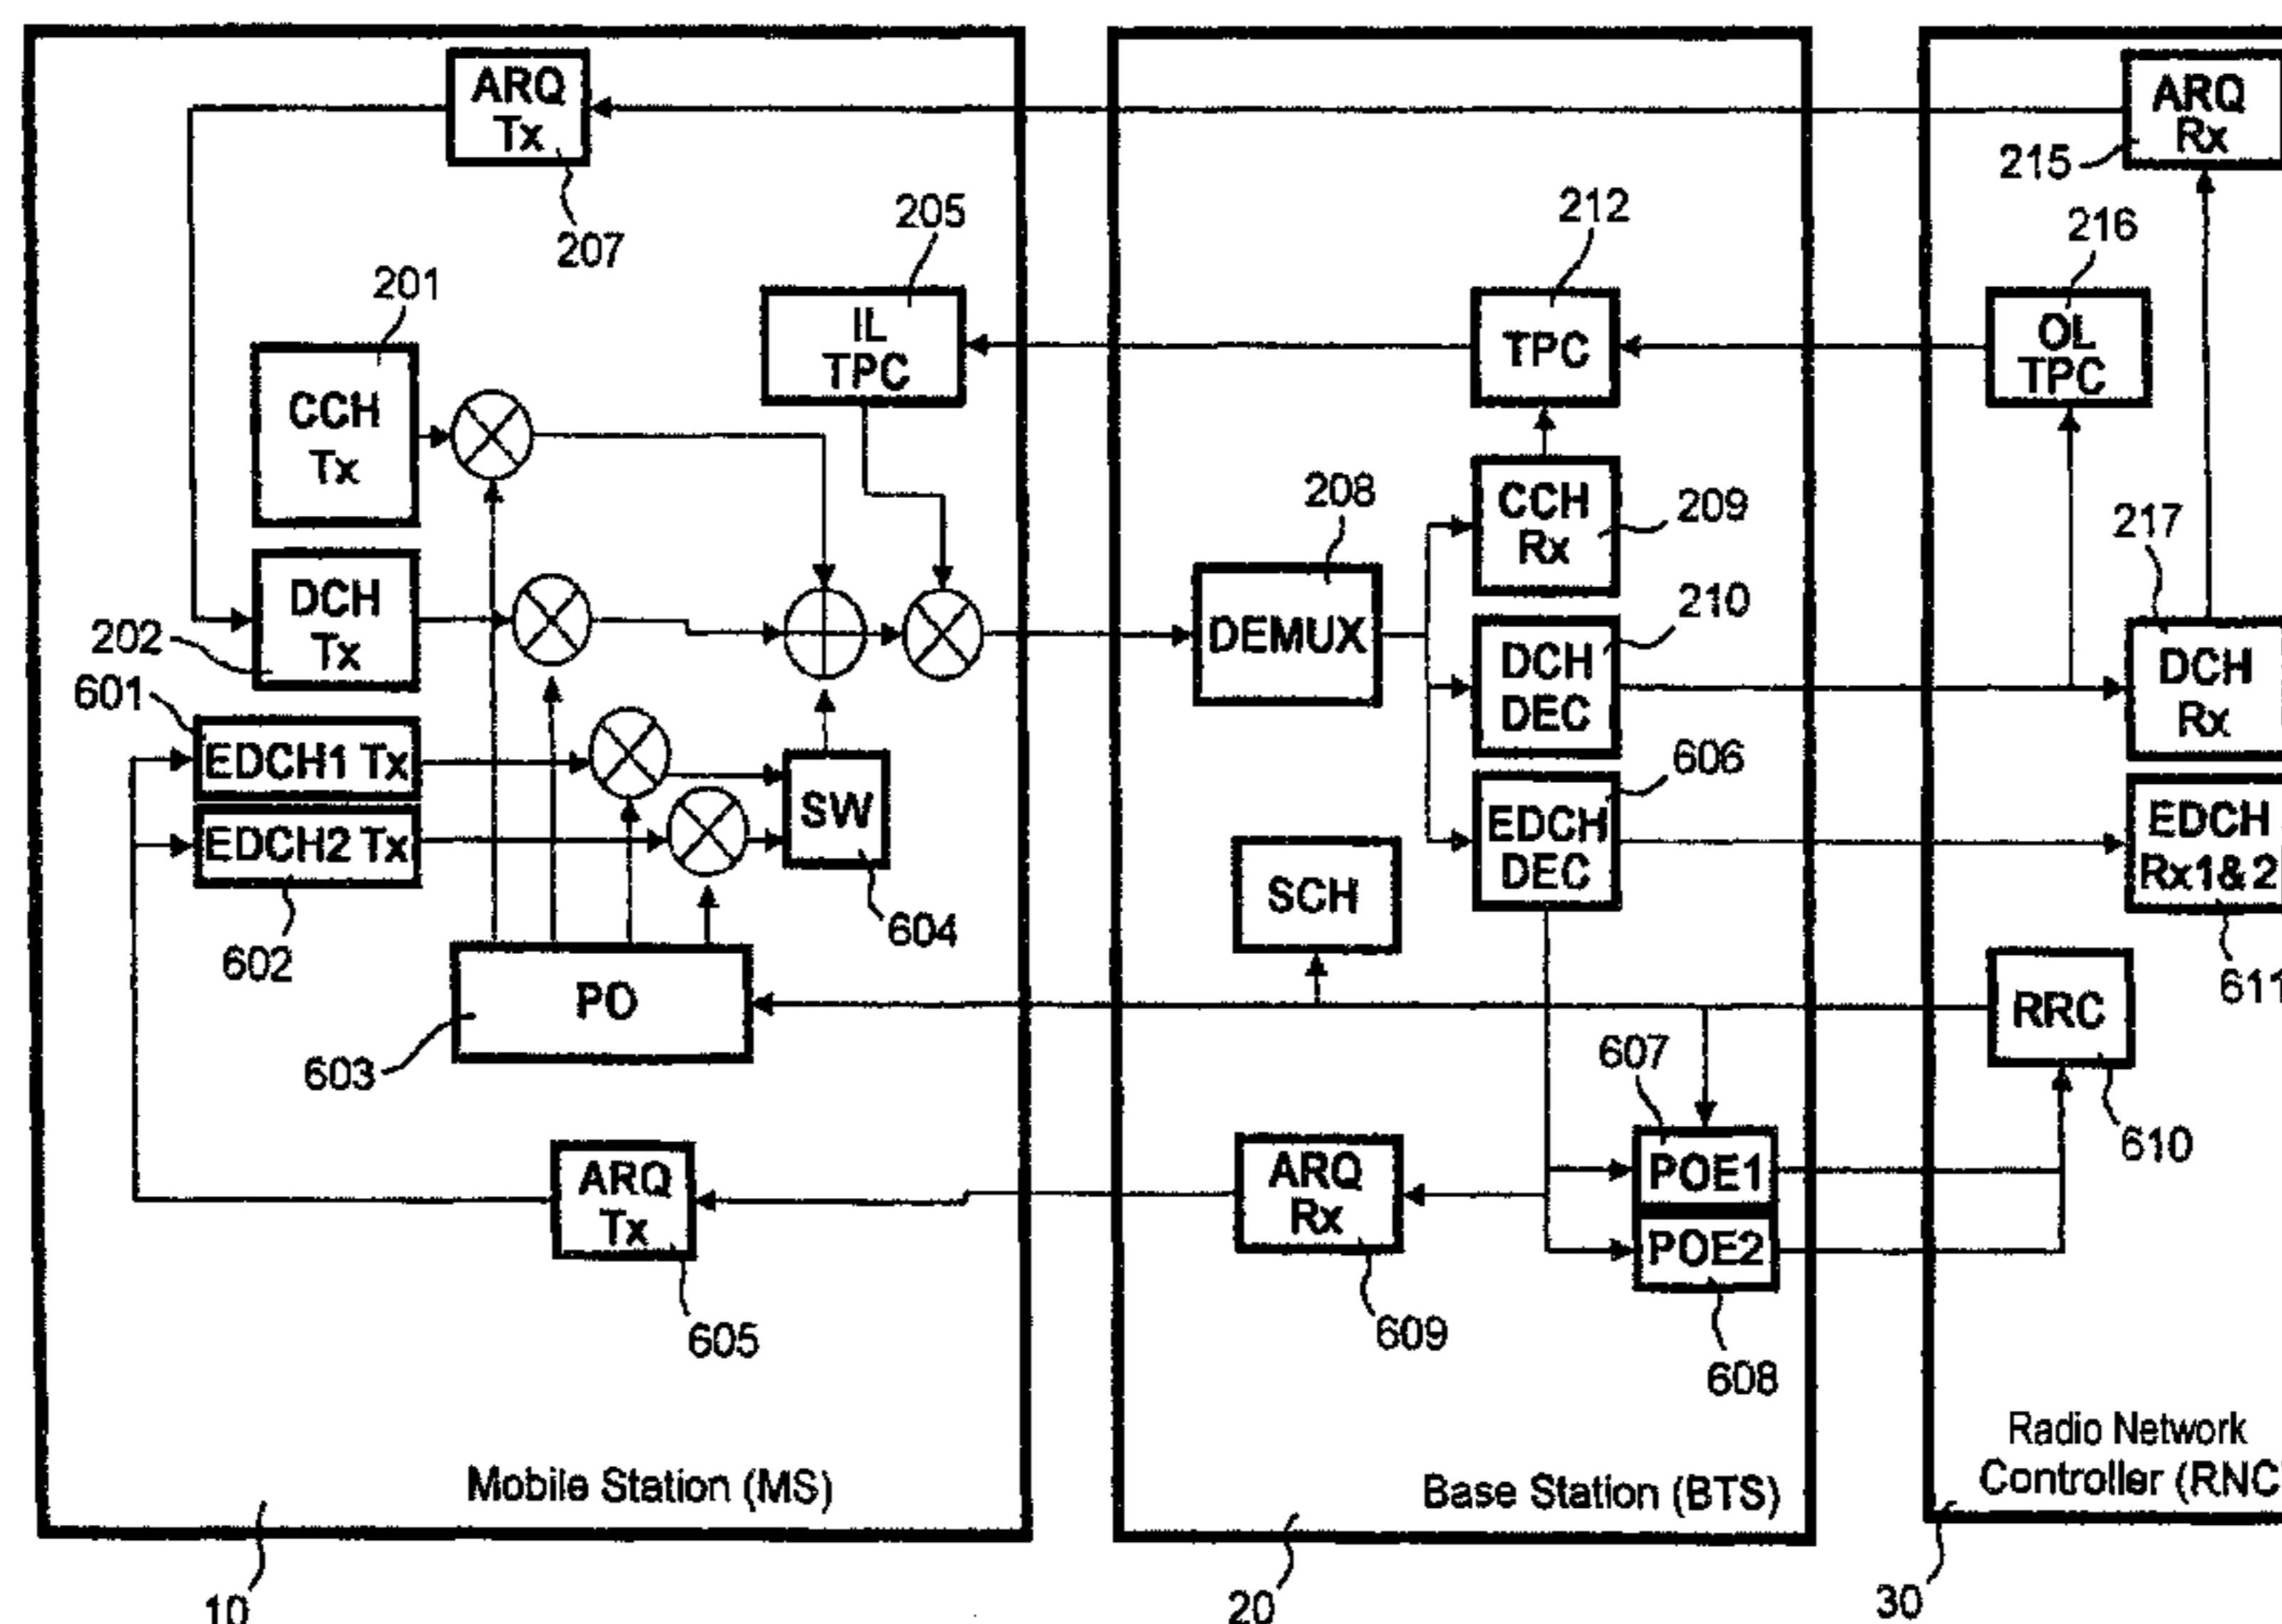 ARQ
Tx
207
201
CCH
Tx
205
IL
TPC
DCH
Tx
202
601
EDCH1 Tx
EDCH2 Tx
602
SW
604
PO
603
ARQ
Tx
605
Mobile Station (MS)
10
212
TPC
208
DEMUX
CCH
Rx
209
210
DCH
DEC
606
EDCH
DEC
SCH
607
POE1
POE2
608
ARQ
Rx
609
Base Station (BTS)
20
ARQ
Rx
215
216
OL
TPC
217
DCH
Rx
EDCH
Rx1&2
611
RRC
610
Radio Network
Controller (RNC
30